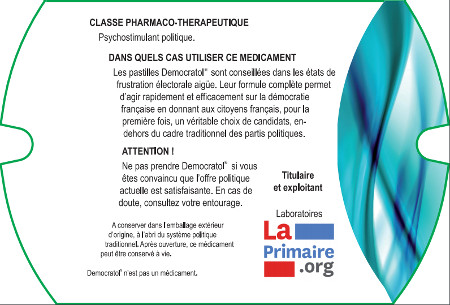 CLASSE PHARMACO-THERAPEUTIQUE
Psychostimulant politique.
DANS QUELS CAS UTILISER CE MEDICAMENT
Les pastilles Democratol® sont conseillées dans les états de
frustration électorale aigüe. Leur formule complète permet
d'agir rapidement et efficacement sur la démocratie
française en donnant aux citoyens français, pour la
première fois, un véritable choix de candidats, en-
dehors du cadre traditionnel des partis politiques.
ATTENTION !
Ne pas prendre Democratol® si vous
êtes convaincu que l'offre politique
actuelle est satisfaisante. En cas de
doute, consultez votre entourage.
A conserver dans l'emballage extérieur
d'origine, à l'abri du système politique
traditionnel. Après ouverture, ce médicament
peut être conservé à vie.
Democratol® n'est pas un médicament.
Titulaire
et exploitant
Laboratoires
La
Primaire
.org